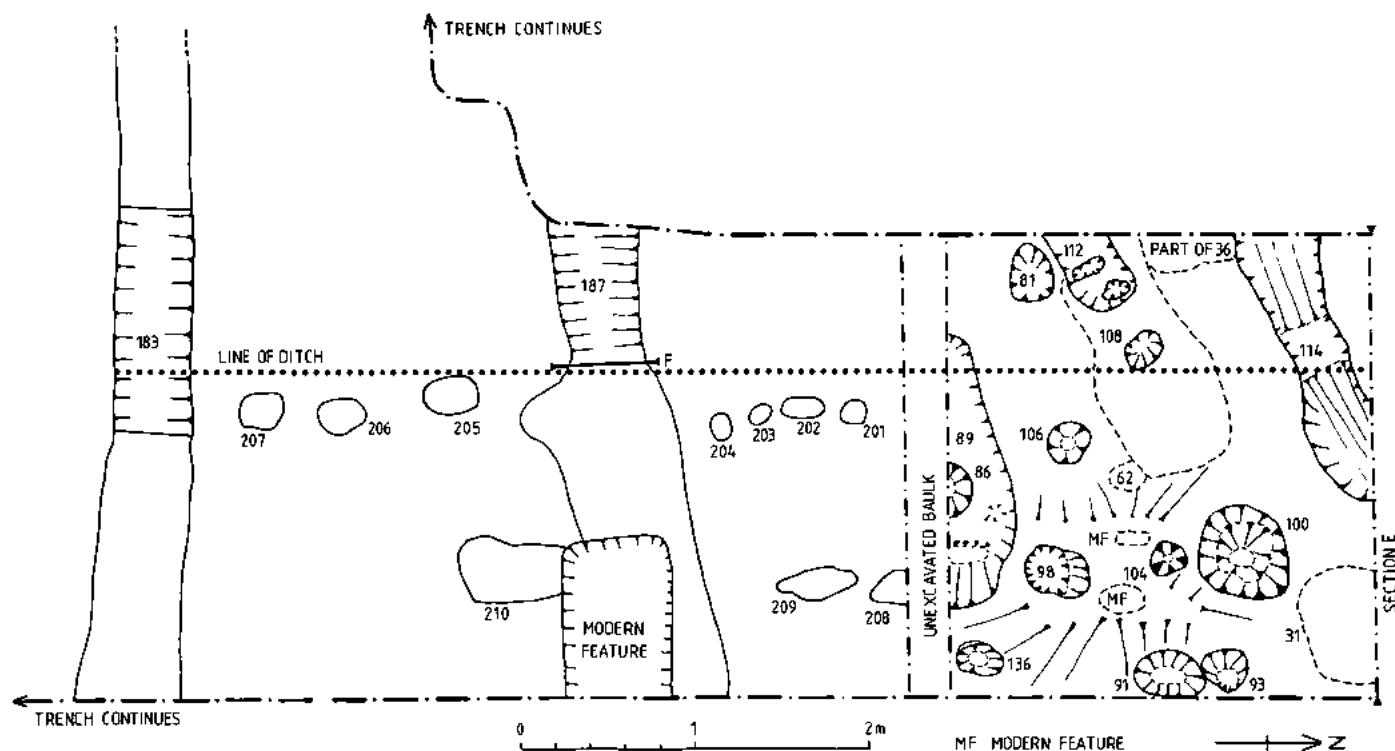 TRENCH CONTINUES
112
PART OF 36
81
187
108
183
114
LINE OF DITCH
F
207
206
205
204
203
202
201
89
106
86
62
100
MF
98
104
MF
210
209
208
UNEXCAVATED BAULK
SECTION E
MODERN
FEATURE
31
136
91
93
TRENCH CONTINUES
0 1 2m
MF MODERN FEATURE
N